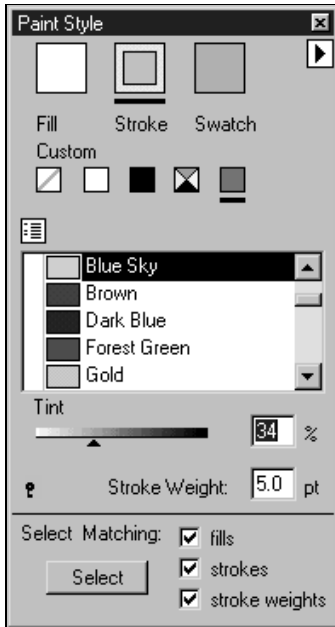 Paint Style
Fill Stroke Swatch
Custom
Blue Sky
Brown
Dark Blue
Forest Green
Gold
Tint
34 %
Stroke Weight: 5.0 pt
Select Matching: fills
Select strokes
stroke weights